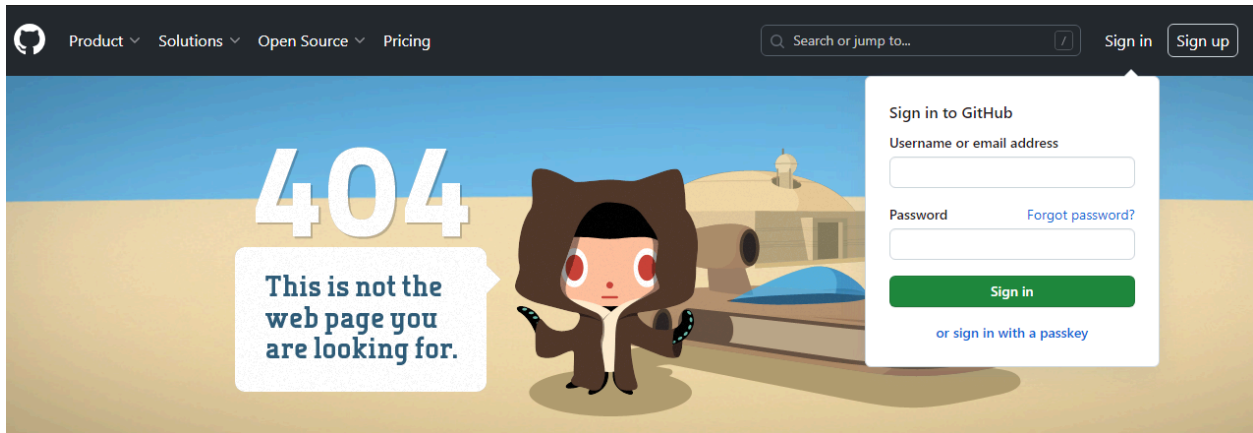 Product Solutions Open Source Pricing Search or jump to... / Sign in Sign up
404
This is not the
web page you
are looking for.
Sign in to GitHub
Username or email address
Password Forgot password?
Sign in
or sign in with a passkey